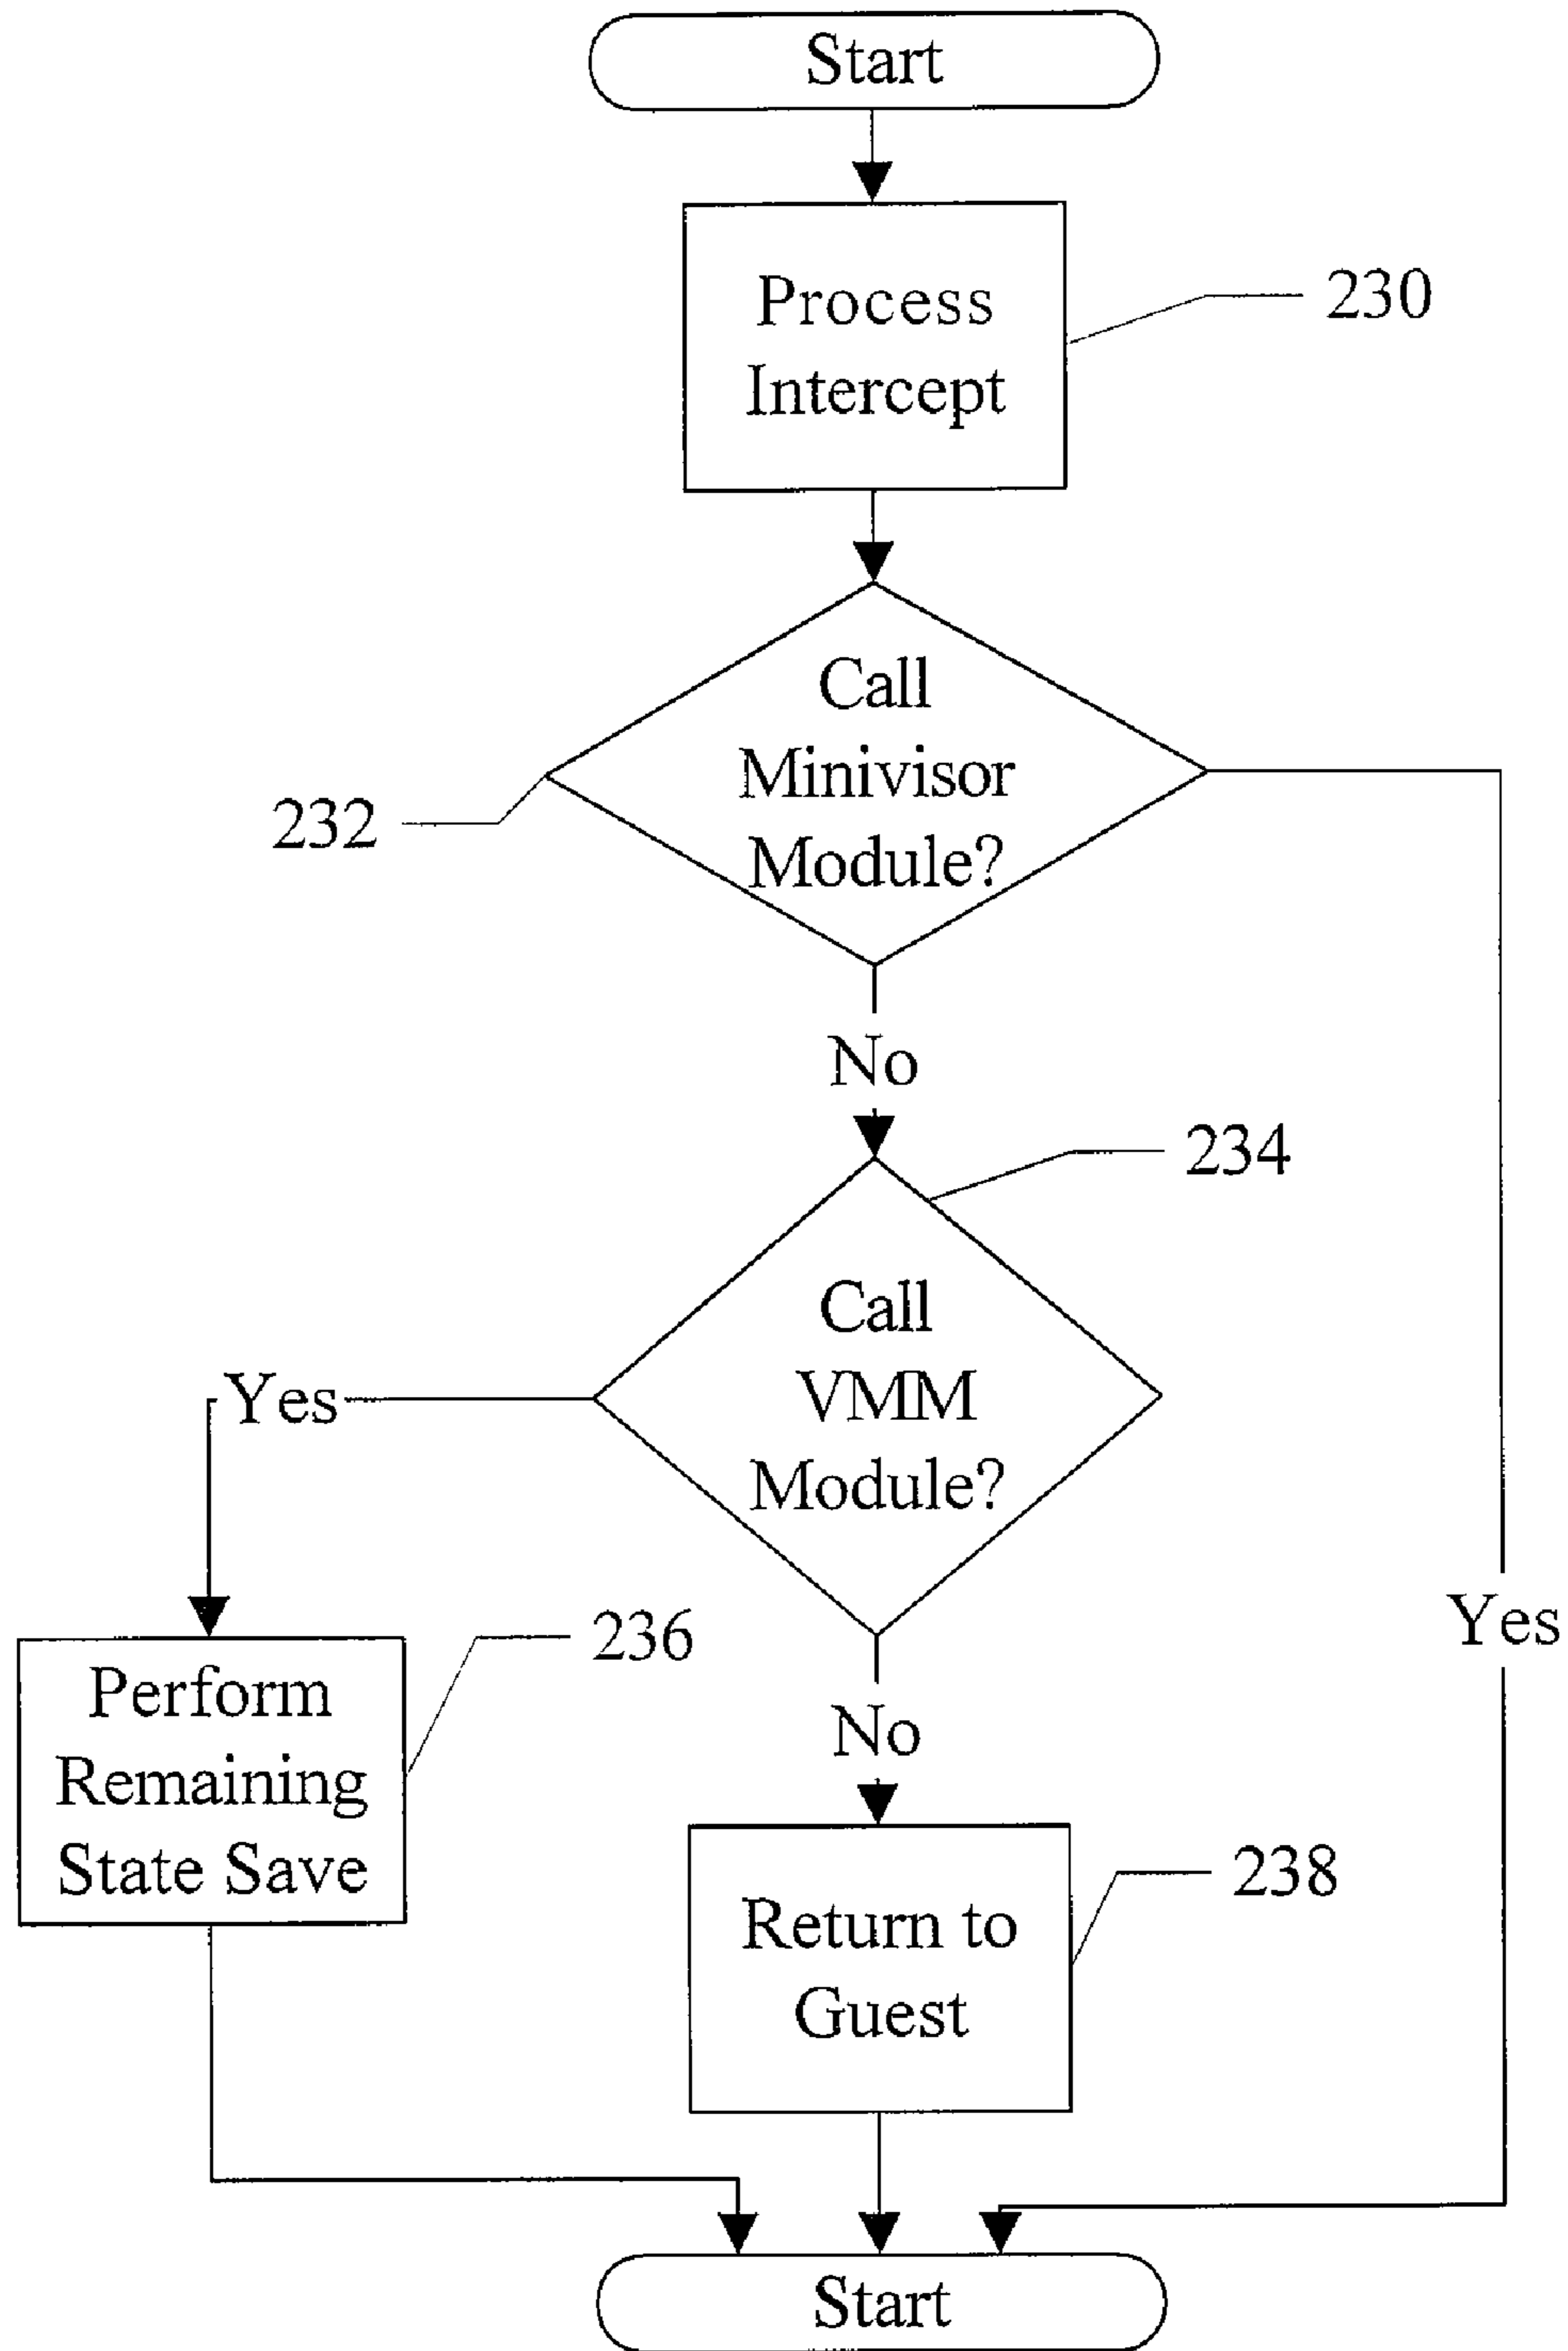 Start
Process
Intercept
230
Call
Minivisor
Module?
232
No
234
Call
VMM
Module?
Yes
Yes
236
Perform
Remaining
State Save
No
238
Return to
Guest
Start